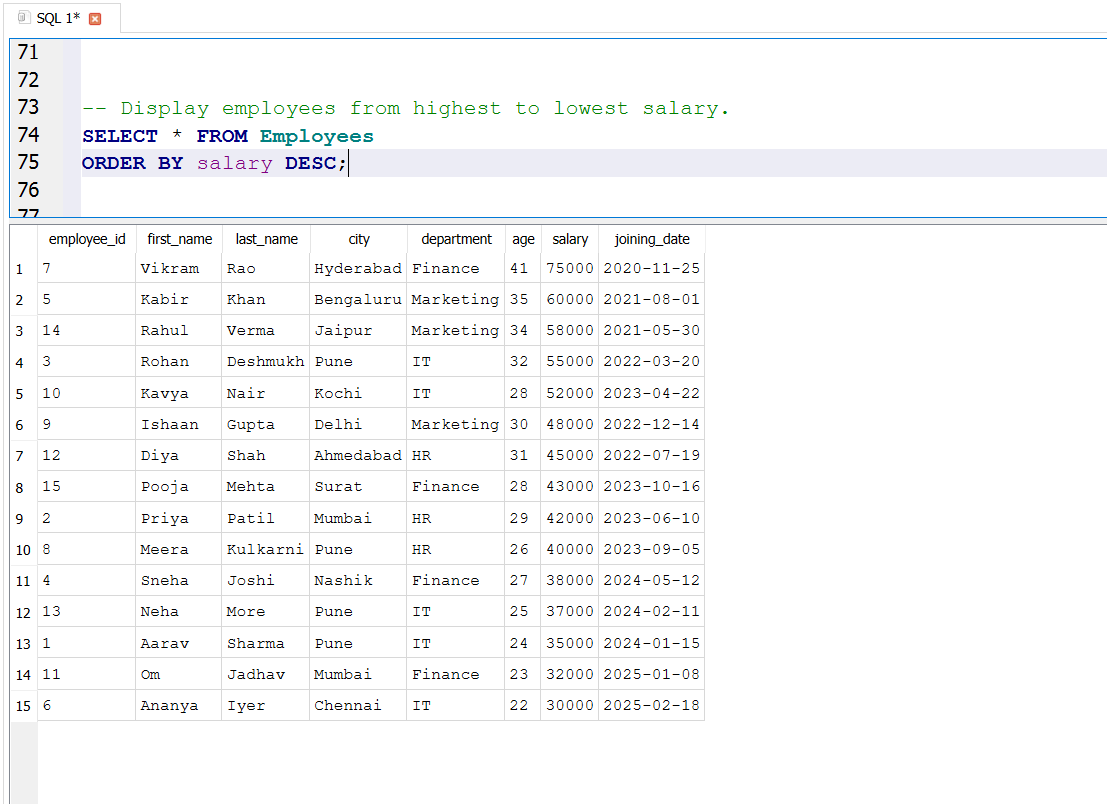 SQL 1*
71
72
73 -- Display employees from highest to lowest salary.
74 SELECT * FROM Employees
75 ORDER BY salary DESC;
76
77
employee_id first_name last_name city department age salary joining_date
1 7 Vikram Rao Hyderabad Finance 41 75000 2020-11-25
2 5 Kabir Khan Bengaluru Marketing 35 60000 2021-08-01
3 14 Rahul Verma Jaipur Marketing 34 58000 2021-05-30
4 3 Rohan Deshmukh Pune IT 32 55000 2022-03-20
5 10 Kavya Nair Kochi IT 28 52000 2023-04-22
6 9 Ishaan Gupta Delhi Marketing 30 48000 2022-12-14
7 12 Diya Shah Ahmedabad HR 31 45000 2022-07-19
8 15 Pooja Mehta Surat Finance 28 43000 2023-10-16
9 2 Priya Patil Mumbai HR 29 42000 2023-06-10
10 8 Meera Kulkarni Pune HR 26 40000 2023-09-05
11 4 Sneha Joshi Nashik Finance 27 38000 2024-05-12
12 13 Neha More Pune IT 25 37000 2024-02-11
13 1 Aarav Sharma Pune IT 24 35000 2024-01-15
14 11 Om Jadhav Mumbai Finance 23 32000 2025-01-08
15 6 Ananya Iyer Chennai IT 22 30000 2025-02-18